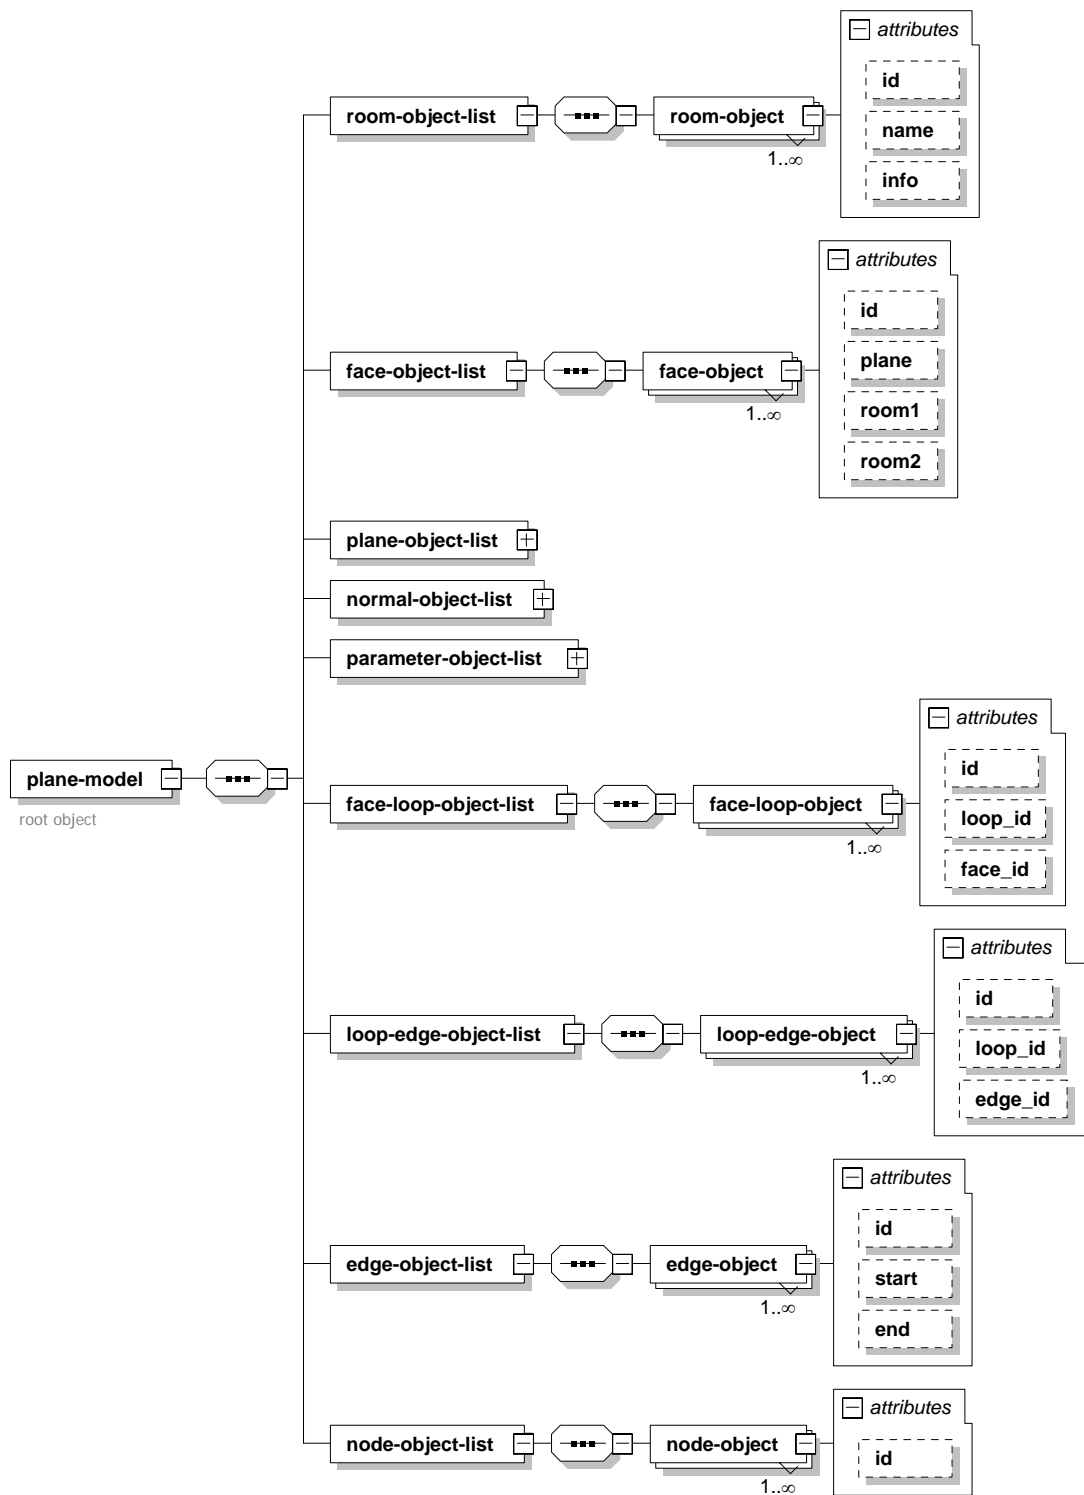 attributes
id
room-object-list
room-object
name
1..∞
info
attributes
id
face-object-list
face-object
plane
1..∞
room1
room2
plane-object-list
normal-object-list
parameter-object-list
attributes
plane-model
id
root object
face-loop-object-list
face-loop-object
loop_id
1..∞
face_id
attributes
id
loop-edge-object-list
loop-edge-object
loop_id
1..∞
edge_id
attributes
id
edge-object-list
edge-object
start
1..∞
end
attributes
node-object-list
node-object
id
1..∞